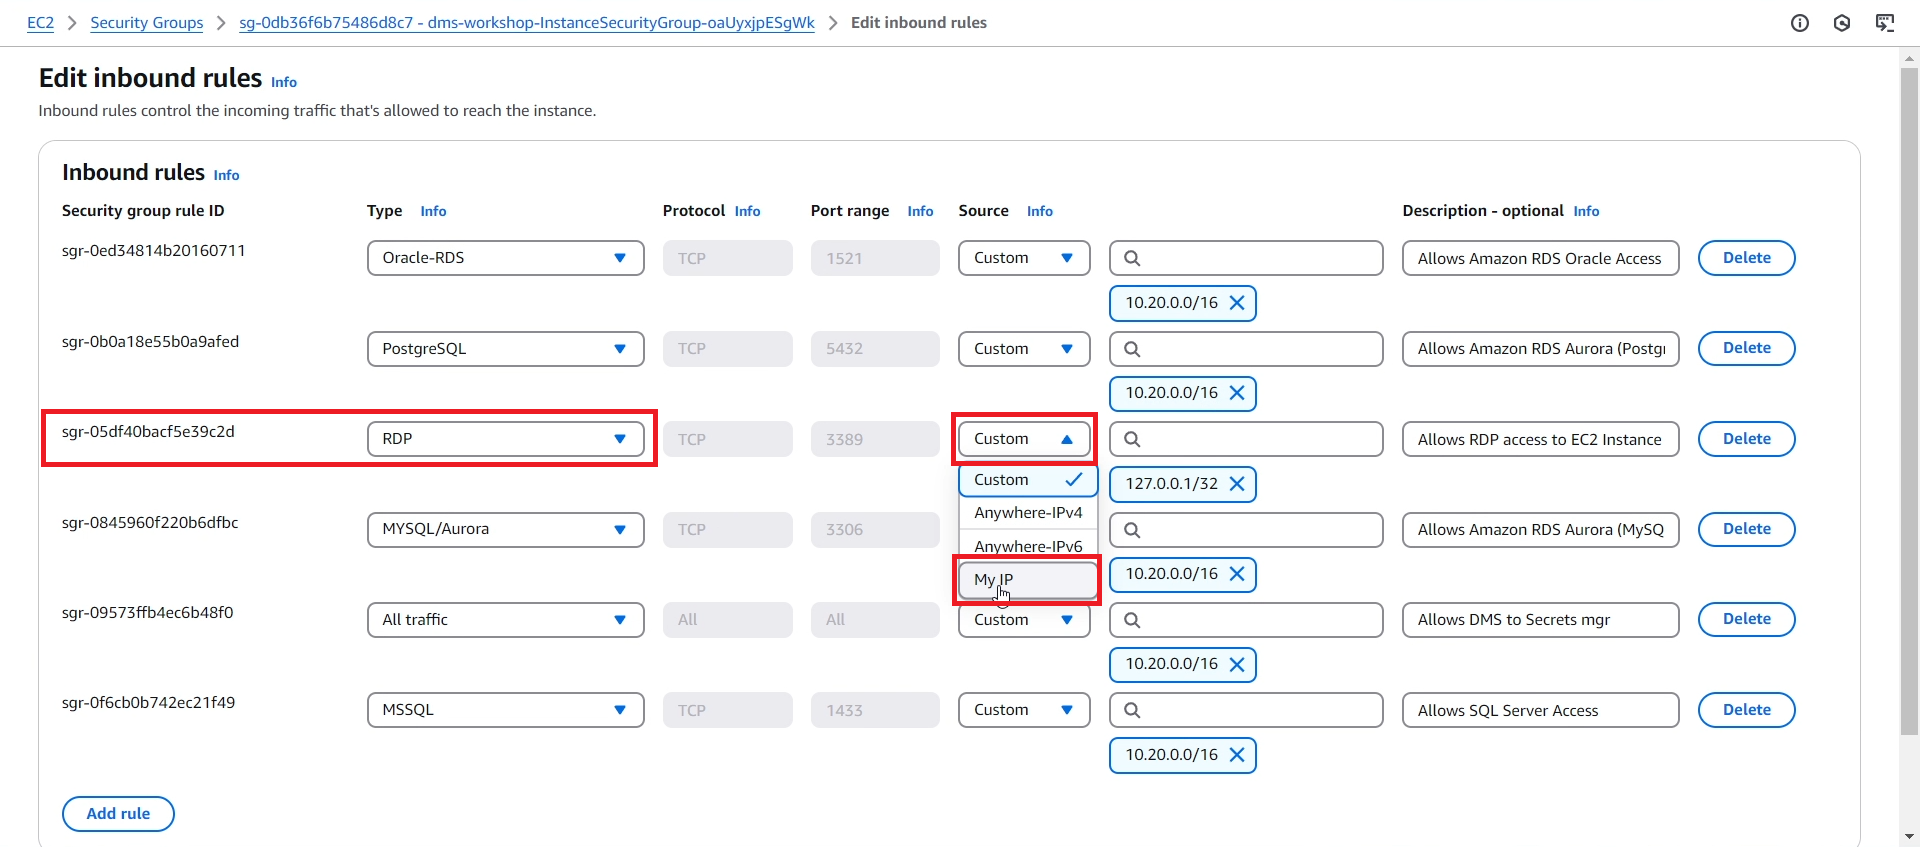 EC2 > Security Groups > sg-0db36f6b75486d8c7 - dms-workshop-InstanceSecurityGroup-oaUyxjpESgWk > Edit inbound rules
Edit inbound rules Info
Inbound rules control the incoming traffic that's allowed to reach the instance.
Inbound rules Info
Security group rule ID Type Info Protocol Info Port range Info Source Info Description - optional Info
sgr-0ed34814b20160711 Oracle-RDS TCP 1521 Custom Allows Amazon RDS Oracle Access Delete
10.20.0.0/16
sgr-0b0a18e55b0a9afed PostgreSQL TCP 5432 Custom Allows Amazon RDS Aurora (Postgr Delete
10.20.0.0/16
sgr-05df40bacf5e39c2d RDP TCP 3389 Custom Allows RDP access to EC2 Instance Delete
Custom 127.0.0.1/32
Anywhere-IPv4
sgr-0845960f220b6dfbc MYSQL/Aurora TCP 3306 Allows Amazon RDS Aurora (MySQ Delete
Anywhere-IPv6
My IP 10.20.0.0/16
sgr-09573ffb4ec6b48f0 All traffic All All Custom Allows DMS to Secrets mgr Delete
10.20.0.0/16
sgr-0f6cb0b742ec21f49 MSSQL TCP 1433 Custom Allows SQL Server Access Delete
10.20.0.0/16
Add rule